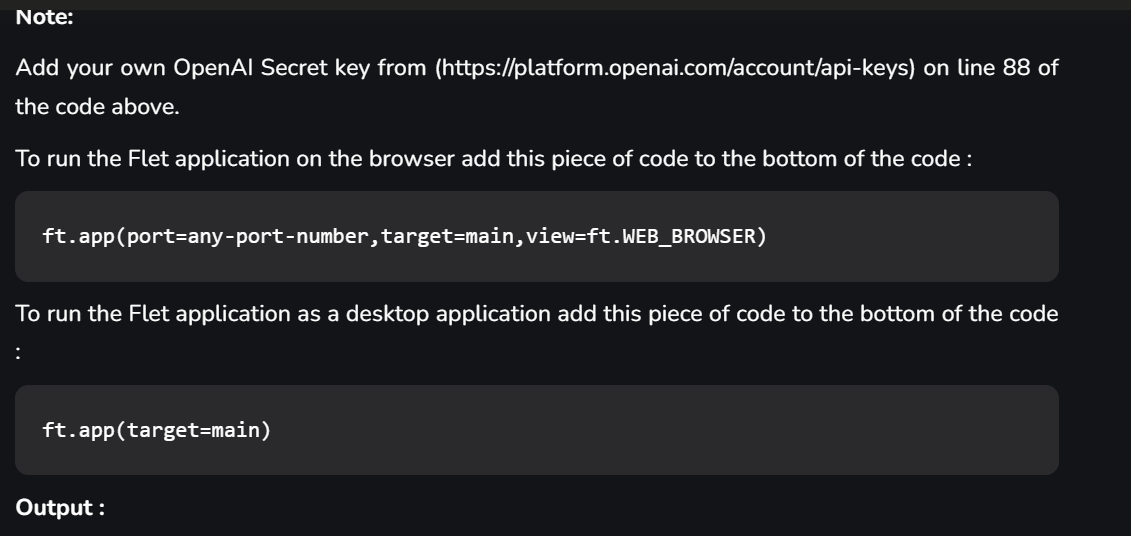 Note:
Add your own OpenAI Secret key from (https://platform.openai.com/account/api-keys) on line 88 of
the code above.
To run the Flet application on the browser add this piece of code to the bottom of the code :
ft.app(port=any-port-number,target=main,view=ft.WEB_BROWSER)
To run the Flet application as a desktop application add this piece of code to the bottom of the code
:
ft.app(target=main)
Output :